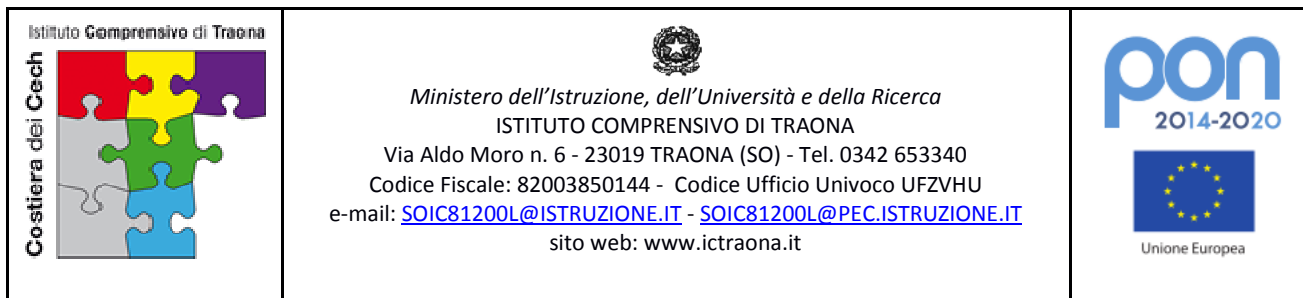 Istituto Comprensivo di Traona
Costiera dei Cech
Ministero dell'Istruzione, dell'Università e della Ricerca
ISTITUTO COMPRENSIVO DI TRAONA
Via Aldo Moro n. 6 - 23019 TRAONA (SO) - Tel. 0342 653340
Codice Fiscale: 82003850144 - Codice Ufficio Univoco UFZVHU
e-mail: SOIC81200L@ISTRUZIONE.IT - SOIC81200L@PEC.ISTRUZIONE.IT
sito web: www.ictraona.it
pon
2014-2020
Unione Europea